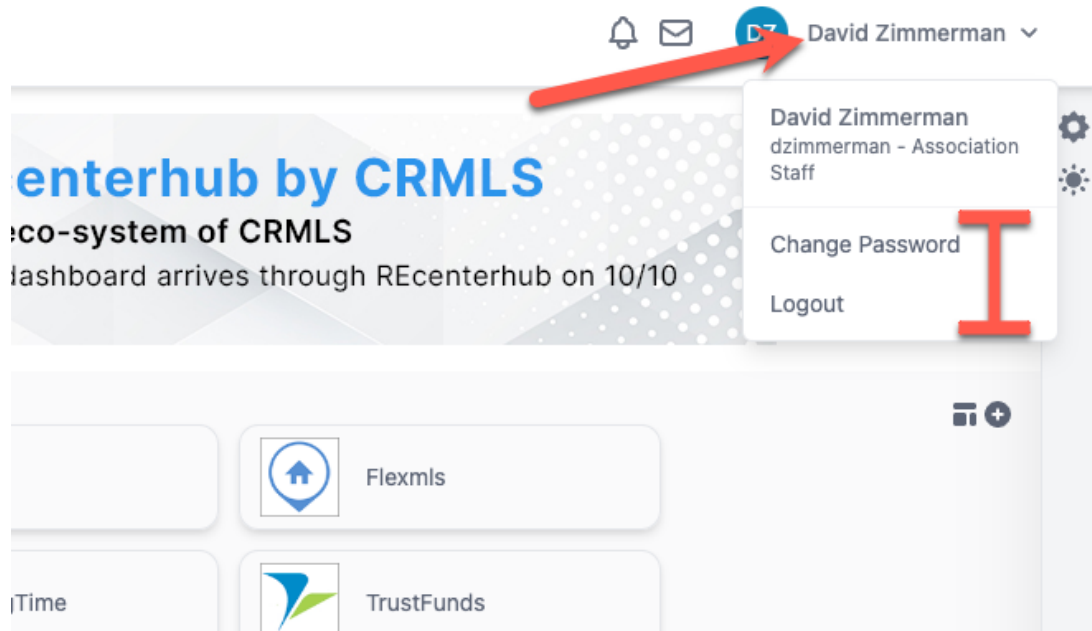 DZ David Zimmerman
David Zimmerman
dzimmerman - Association
Staff
Change Password
Logout
enterhub by CRMLS
eco-system of CRMLS
dashboard arrives through REcenterhub on 10/10
Flexmls
gTime
TrustFunds